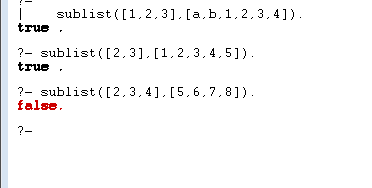 ?-
|    sublist([1,2,3],[a,b,1,2,3,4]).
true .
?- sublist([2,3],[1,2,3,4,5]).
true .
?- sublist([2,3,4],[5,6,7,8]).
false.
?-